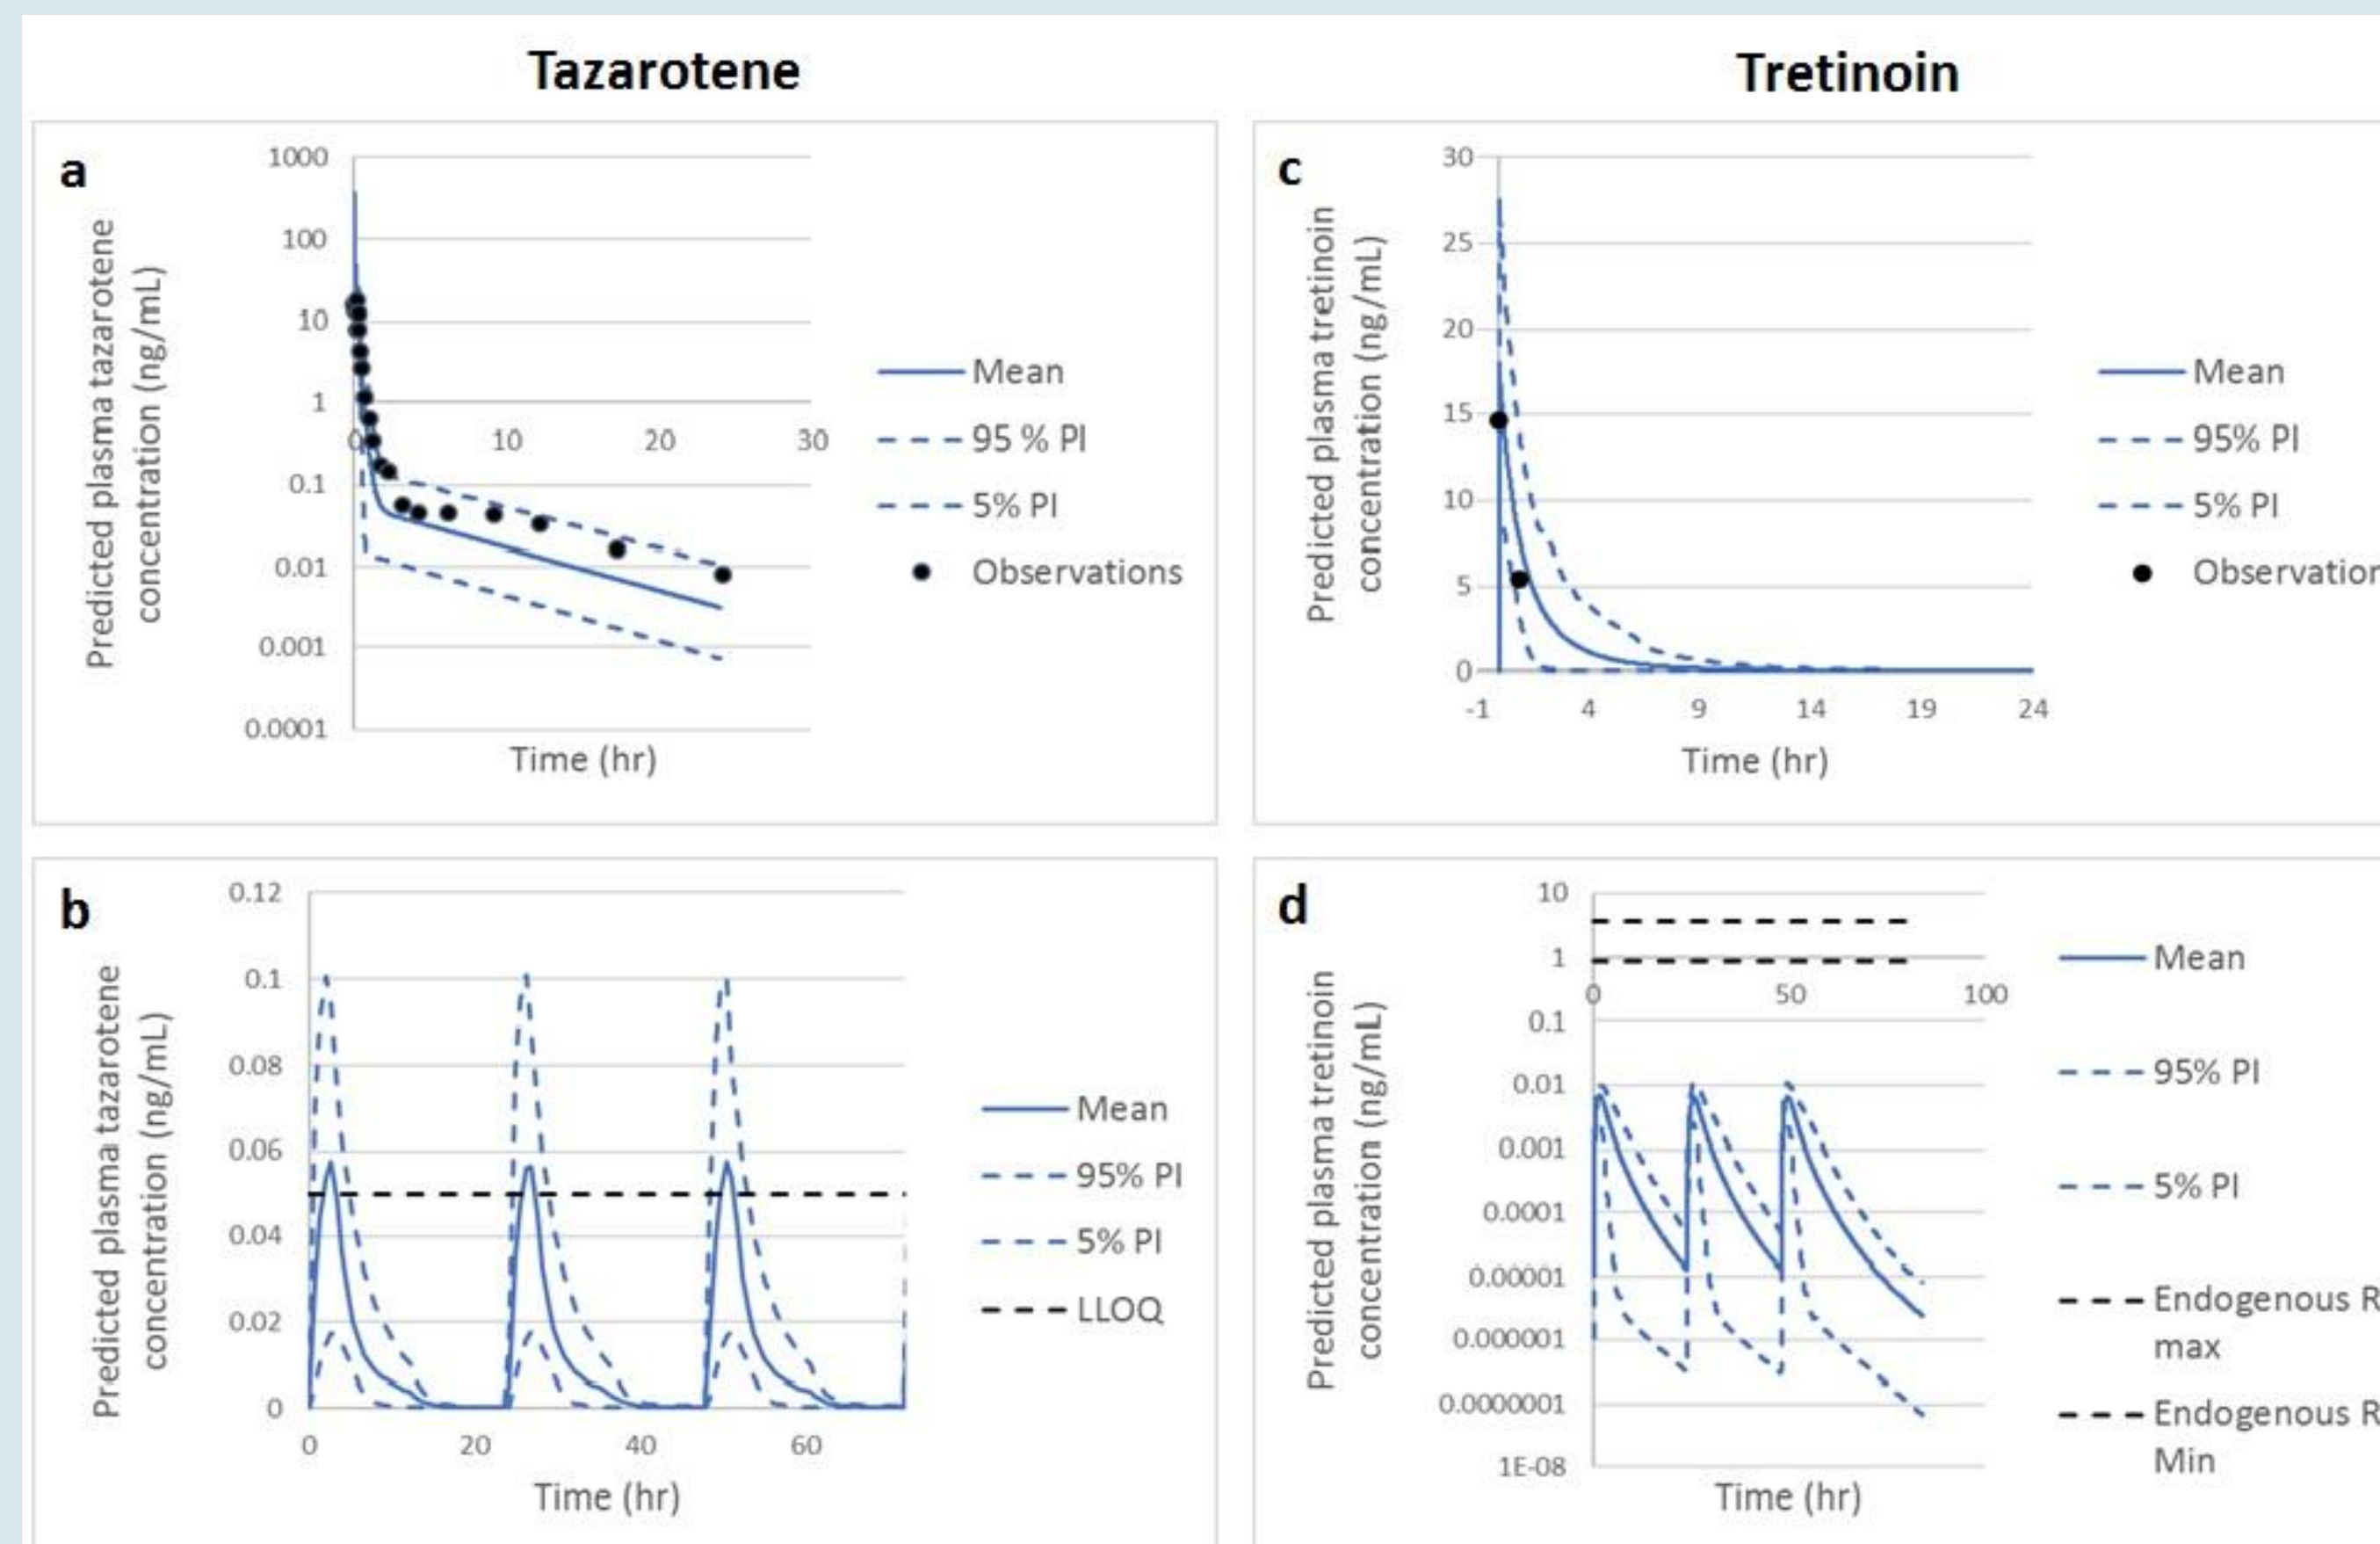 Tazarotene
Tretinoin
a
1000
100
10
1
0.1
0.01
0.001
0.0001
0
10
20
30
Predicted plasma tazarotene
concentration (ng/mL)
Time (hr)
Mean
95 % PI
5% PI
Observations
c
30
25
20
15
10
5
0
-1
4
9
14
19
24
Predicted plasma tretinoin
concentration (ng/mL)
Time (hr)
Mean
95% PI
5% PI
b
0.12
0.1
0.08
0.06
0.04
0.02
0
0
20
40
60
Predicted plasma tazarotene
concentration (ng/mL)
Time (hr)
Mean
95% PI
5% PI
LLOQ
d
10
1
0.1
0.01
0.001
0.0001
0.00001
0.000001
0.0000001
1E-08
0
50
100
Predicted plasma tretinoin
concentration (ng/mL)
Time (hr)
Mean
95% PI
5% PI
Endogenous
max
Endogenous
Min